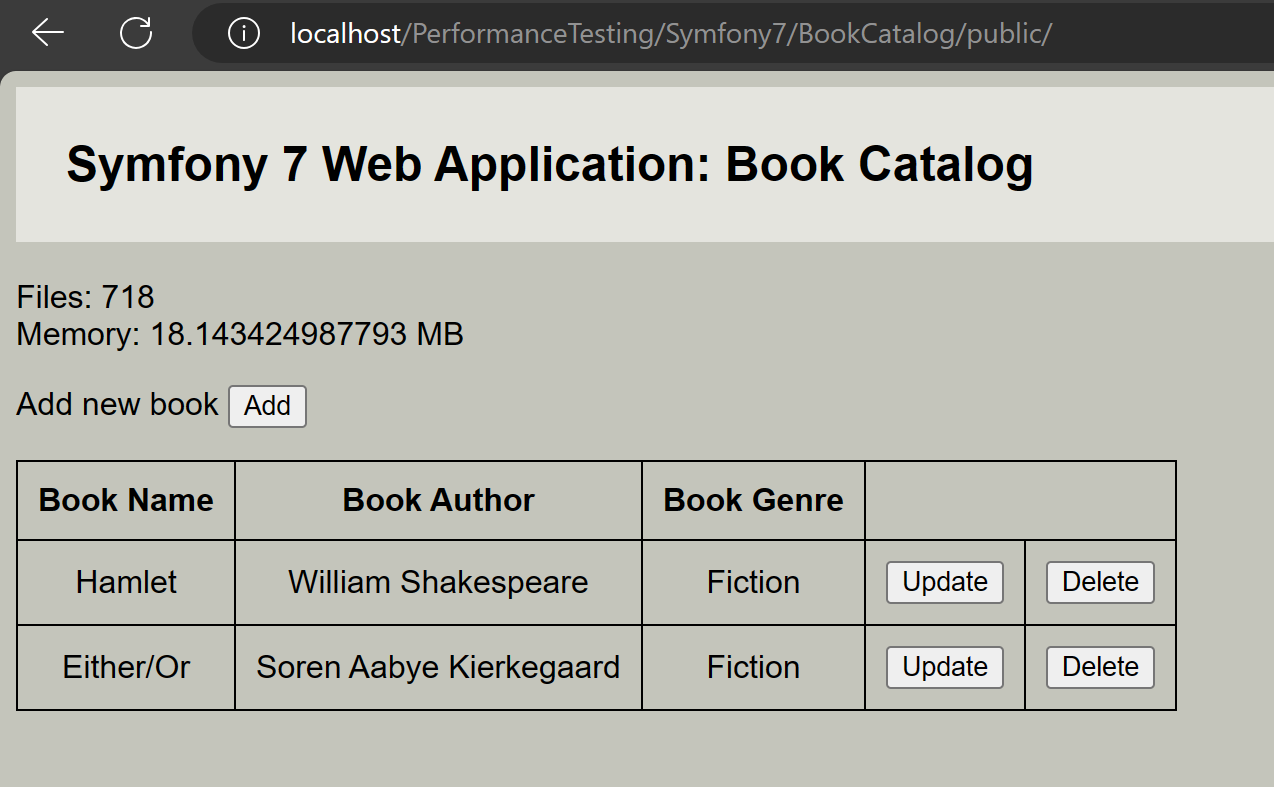 localhost/PerformanceTesting/Symfony7/BookCatalog/public/
Symfony 7 Web Application: Book Catalog
Files: 718
Memory: 18.143424987793 MB
Add new book Add
Book Name Book Author Book Genre
Hamlet William Shakespeare Fiction Update Delete
Either/Or Soren Aabye Kierkegaard Fiction Update Delete